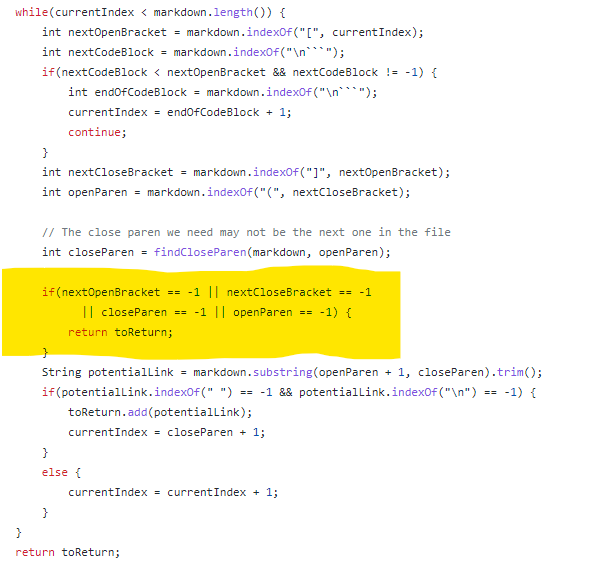 while(currentIndex < markdown.length()) {
    int nextOpenBracket = markdown.indexOf("[", currentIndex);
    int nextCodeBlock = markdown.indexOf("\n```");
    if(nextCodeBlock < nextOpenBracket && nextCodeBlock != -1) {
        int endOfCodeBlock = markdown.indexOf("\n```");
        currentIndex = endOfCodeBlock + 1;
        continue;
    }
    int nextCloseBracket = markdown.indexOf("]", nextOpenBracket);
    int openParen = markdown.indexOf("(", nextCloseBracket);

    // The close paren we need may not be the next one in the file
    int closeParen = findCloseParen(markdown, openParen);

    if(nextOpenBracket == -1 || nextCloseBracket == -1
          || closeParen == -1 || openParen == -1) {
        return toReturn;
    }
    String potentialLink = markdown.substring(openParen + 1, closeParen).trim();
    if(potentialLink.indexOf(" ") == -1 && potentialLink.indexOf("\n") == -1) {
        toReturn.add(potentialLink);
        currentIndex = closeParen + 1;
    }
    else {
        currentIndex = currentIndex + 1;
    }
}
return toReturn;